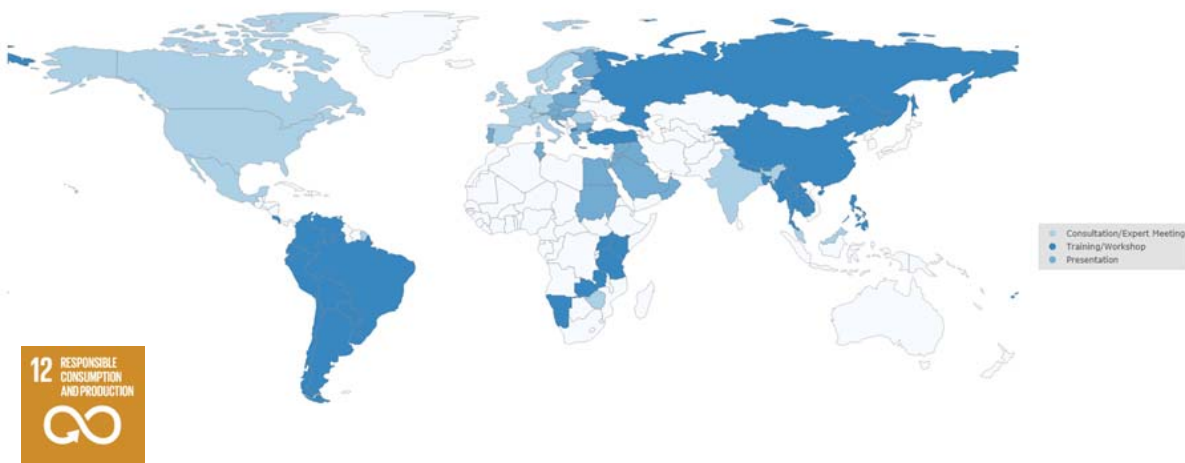 Consultation/Expert Meeting
Training/Workshop
Presentation
12 RESPONSIBLE
CONSUMPTION
AND PRODUCTION